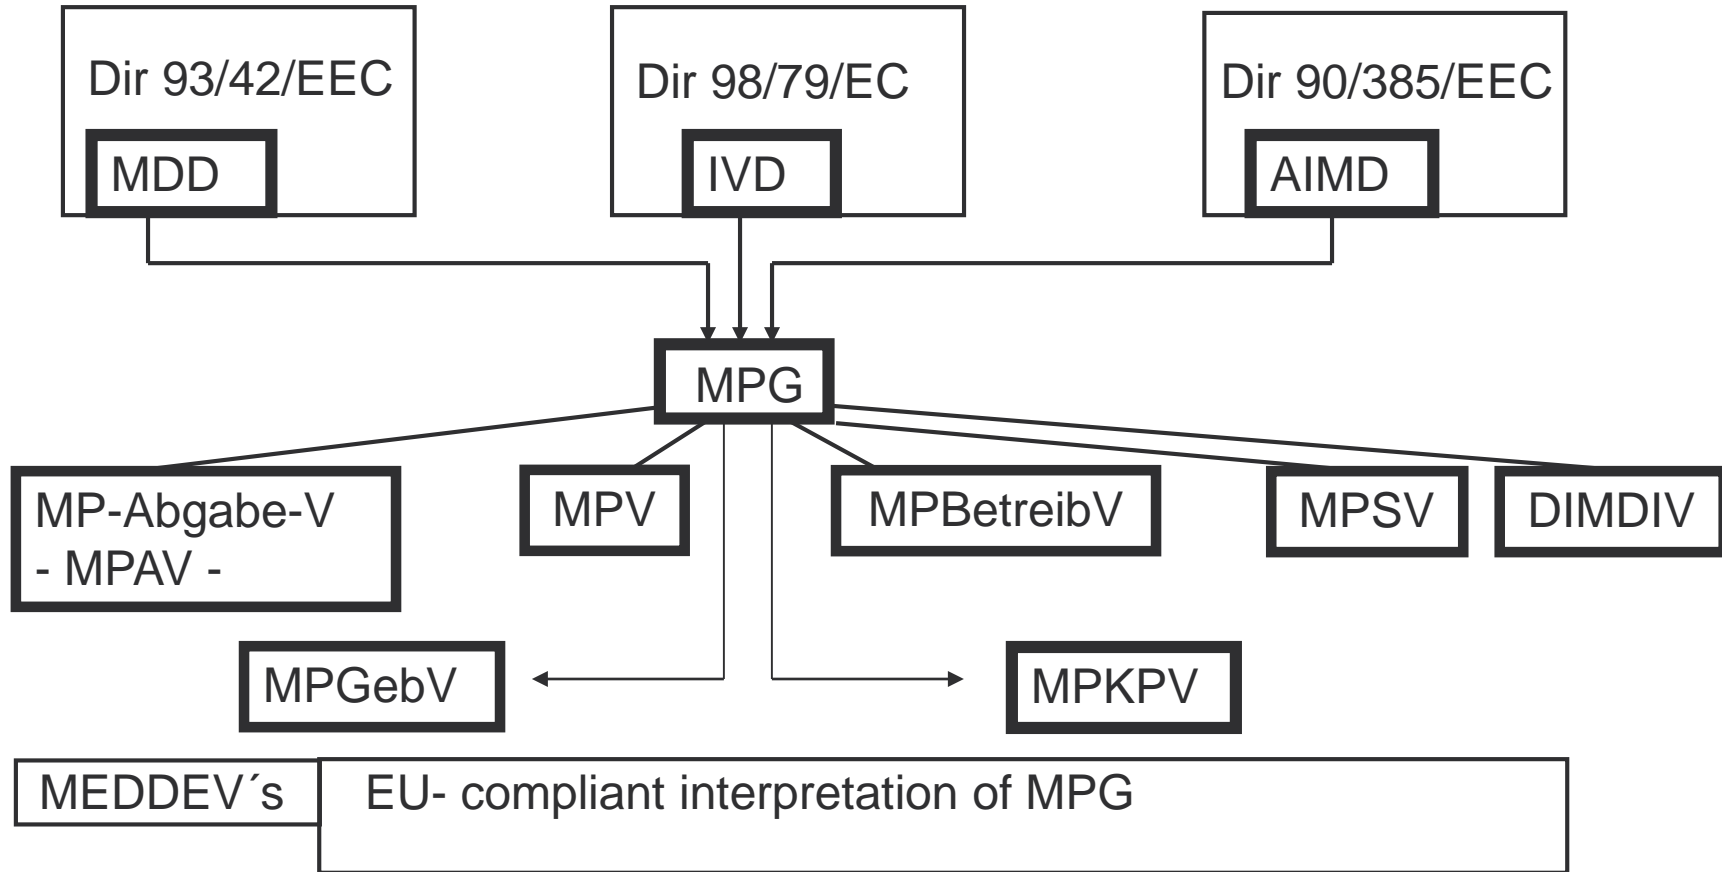 Dir 93/42/EEC
MDD
Dir 98/79/EC
IVD
Dir 90/385/EEC
AIMD
MPG
MP-Abgabe-V
- MPAV -
MPV
MPBetreibV
MPSV
DIMDIV
MPGebV
MPKPV
MEDDEV´s
EU- compliant interpretation of MPG